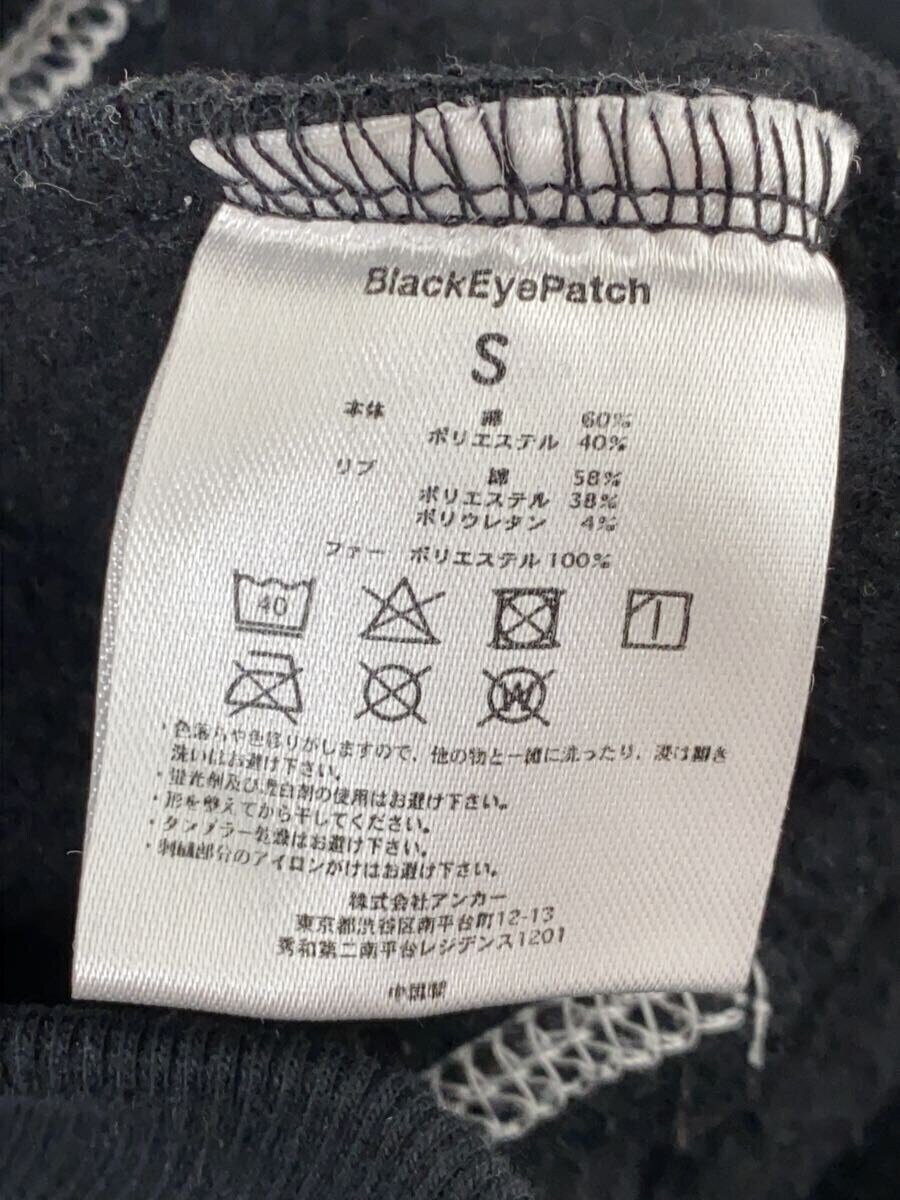 BlackEyePatch
S
本体 綿 60%
ポリエステル 40%
リブ 綿 58%
ポリエステル 38%
ポリウレタン 4%
ファー ポリエステル 100%
40
W
・色落ちや色移りがしますので、他の物と一緒に洗ったり、浸け置き
洗いはお避け下さい。
・蛍光剤及び漂白剤の使用はお避け下さい。
・形を整えてから干してください。
・タンブラー乾燥はお避け下さい。
・刺繍部分のアイロンがけはお避け下さい。
株式会社アンカー
東京都渋谷区南平台町12-13
秀和第二南平台レジデンス1201
中国製